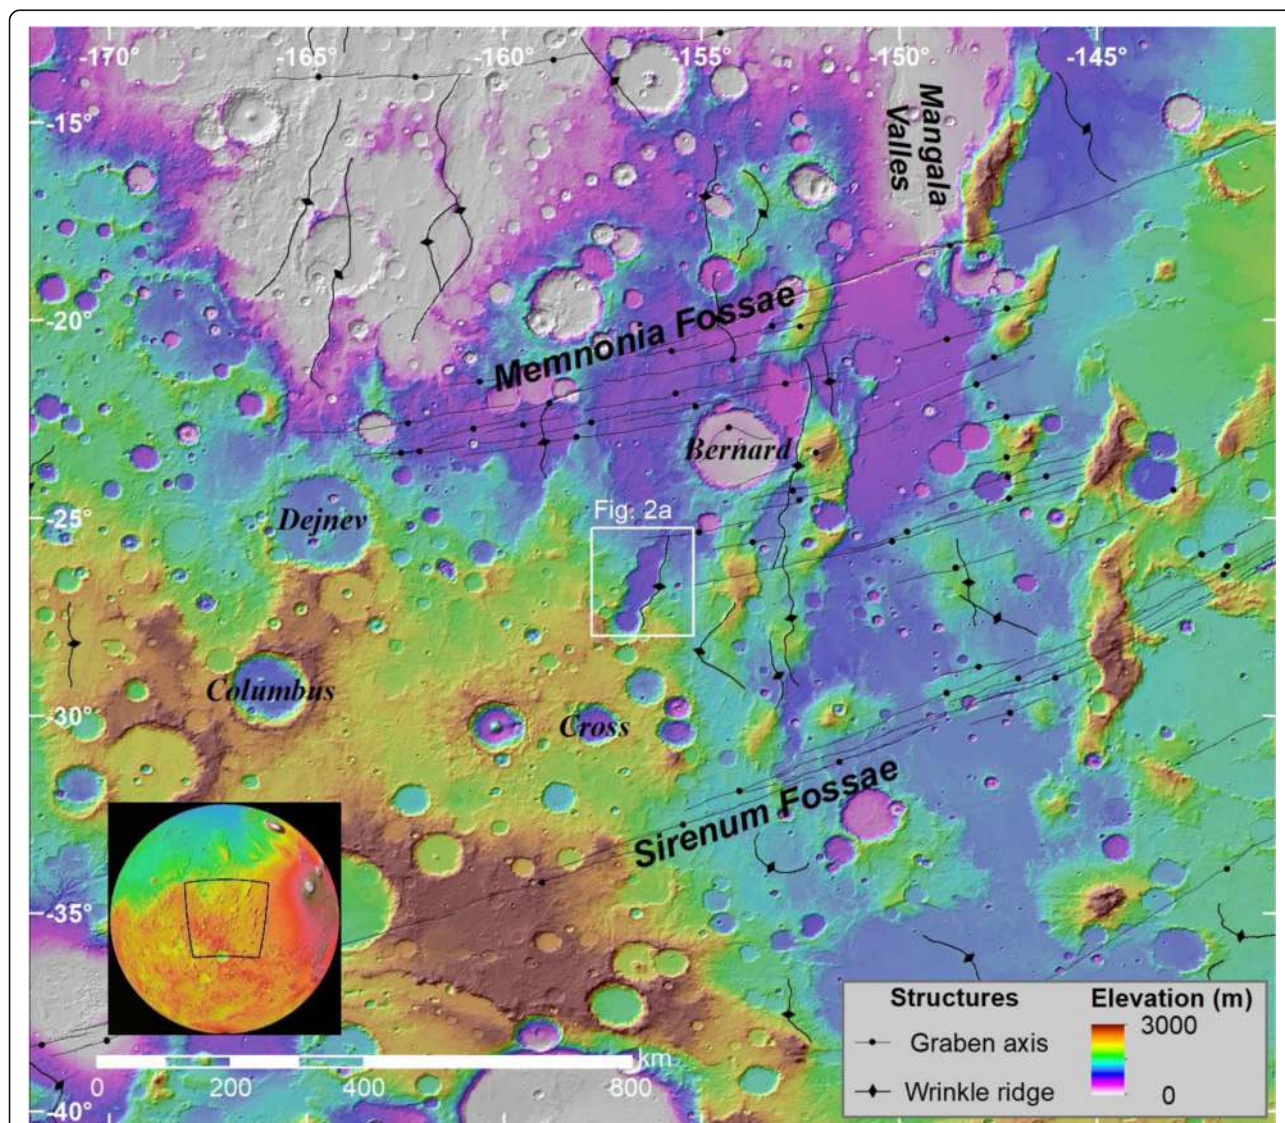 -170° -165° -160° -155° -150° -145°
-15°
Mangala
Valles
-20°
Memnonia Fossae
Bernard
-25°
Dejnev
Fig. 2a
Columbus
-30°
Cross
Sirenum Fossae
-35°
Structures
Elevation (m)
Graben axis
3000
Wrinkle ridge
0
km
0 200 400 800
-40°